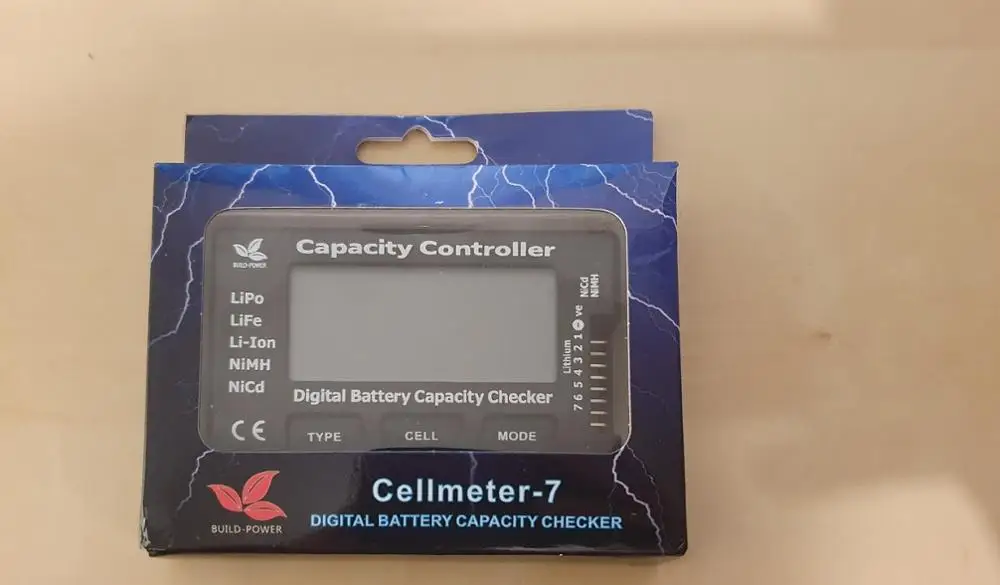 Capacity Controller
BUILD-POWER
LiPo
LiFe
Li-Ion
NiMH
NiCd
NiCd
NiMH
Lithium
7 6 5 4 3 2 1 ve
Digital Battery Capacity Checker
CE
TYPE CELL MODE
BUILD-POWER
Cellmeter-7
DIGITAL BATTERY CAPACITY CHECKER